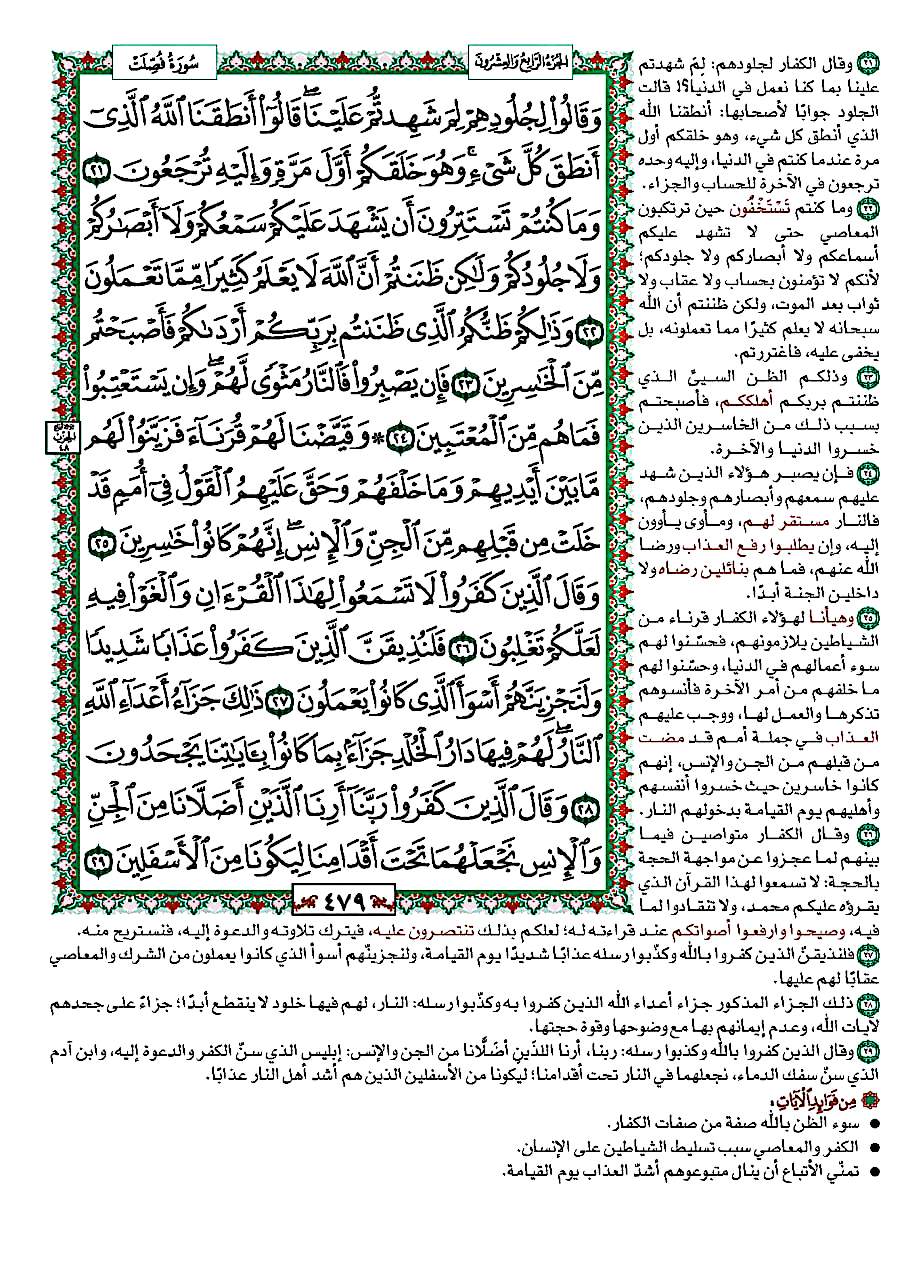 سُورَةُ فُصِّلَتْ
الجُزْءُ الرَّابِعُ وَالعِشْرُونَ
وَقَالُواْ لِجُلُودِهِمۡ لِمَ شَهِدتُّمۡ عَلَيۡنَاۖ قَالُوٓاْ أَنطَقَنَا ٱللَّهُ ٱلَّذِيٓ
أَنطَقَ كُلَّ شَيۡءٖۚ وَهُوَ خَلَقَكُمۡ أَوَّلَ مَرَّةٖ وَإِلَيۡهِ تُرۡجَعُونَ ٢١
وَمَا كُنتُمۡ تَسۡتَتِرُونَ أَن يَشۡهَدَ عَلَيۡكُمۡ سَمۡعُكُمۡ وَلَآ أَبۡصَٰرُكُمۡ
وَلَا جُلُودُكُمۡ وَلَٰكِن ظَنَنتُمۡ أَنَّ ٱللَّهَ لَا يَعۡلَمُ كَثِيرٗا مِّمَّا تَعۡمَلُونَ
٢٢ وَذَٰلِكُمۡ ظَنُّكُمُ ٱلَّذِي ظَنَنتُم بِرَبِّكُمۡ أَرۡدَىٰكُمۡ فَأَصۡبَحۡتُم
مِّنَ ٱلۡخَٰسِرِينَ ٢٣ فَإِن يَصۡبِرُواْ فَٱلنَّارُ مَثۡوٗى لَّهُمۡۖ وَإِن يَسۡتَعۡتِبُواْ
فَمَا هُم مِّنَ ٱلۡمُعۡتَبِينَ ٢٤ ۞ وَقَيَّضۡنَا لَهُمۡ قُرَنَآءَ فَزَيَّنُواْ لَهُم
مَّا بَيۡنَ أَيۡدِيهِمۡ وَمَا خَلۡفَهُمۡ وَحَقَّ عَلَيۡهِمُ ٱلۡقَوۡلُ فِيٓ أُمَمٖ قَدۡ
خَلَتۡ مِن قَبۡلِهِم مِّنَ ٱلۡجِنِّ وَٱلۡإِنسِۖ إِنَّهُمۡ كَانُواْ خَٰسِرِينَ ٢٥
وَقَالَ ٱلَّذِينَ كَفَرُواْ لَا تَسۡمَعُواْ لِهَٰذَا ٱلۡقُرۡءَانِ وَٱلۡغَوۡاْ فِيهِ
لَعَلَّكُمۡ تَغۡلِبُونَ ٢٦ فَلَنُذِيقَنَّ ٱلَّذِينَ كَفَرُواْ عَذَابٗا شَدِيدٗا
وَلَنَجۡزِيَنَّهُمۡ أَسۡوَأَ ٱلَّذِي كَانُواْ يَعۡمَلُونَ ٢٧ ذَٰلِكَ جَزَآءُ أَعۡدَآءِ ٱللَّهِ
ٱلنَّارُۖ لَهُمۡ فِيهَا دَارُ ٱلۡخُلۡدِ جَزَآءَۢ بِمَا كَانُواْ بِـَٔايَٰتِنَا يَجۡحَدُونَ
٢٨ وَقَالَ ٱلَّذِينَ كَفَرُواْ رَبَّنَآ أَرِنَا ٱلَّذَيۡنِ أَضَلَّانَا مِنَ ٱلۡجِنِّ
وَٱلۡإِنسِ نَجۡعَلۡهُمَا تَحۡتَ أَقۡدَامِنَا لِيَكُونَا مِنَ ٱلۡأَسۡفَلِينَ ٢٩
الحزب
٤٨
٤٧٩
٢١ وقال الكفار لجلودهم: لِمَ شهدتم
علينا بما كنا نعمل في الدنيا؟! قالت
الجلود جوابًا لأصحابها: أنطقنا الله
الذي أنطق كل شيء، وهو خلقكم أول
مرة عندما كنتم في الدنيا، وإليه وحده
ترجعون في الآخرة للحساب والجزاء.
٢٢ وما كنتم تَسْتَخْفُون حين ترتكبون
المعاصي حتى لا تشهد عليكم
أسماعكم ولا أبصاركم ولا جلودكم؛
لأنكم لا تؤمنون بحساب ولا عقاب ولا
ثواب بعد الموت، ولكن ظننتم أن الله
سبحانه لا يعلم كثيرًا مما تعملونه، بل
يخفى عليه، فاغتررتم.
٢٣ وذلكم الظن السيئ الذي
ظننتم بربكم أهلككم، فأصبحتم
بسبب ذلك من الخاسرين الذين
خسروا الدنيا والآخرة.
٢٤ فإن يصبر هؤلاء الذين شهد
عليهم سمعهم وأبصارهم وجلودهم،
فالنار مستقر لهم، ومأوى يأوون
إليه، وإن يطلبوا رفع العذاب ورضا
الله عنهم، فما هم بنائلين رضاه ولا
داخلين الجنة أبدًا.
٢٥ وهيأنا لهؤلاء الكفار قرناء من
الشياطين يلازمونهم، فحسّنوا لهم
سوء أعمالهم في الدنيا، وحسّنوا لهم
ما خلفهم من أمر الآخرة فأنسوهم
تذكرها والعمل لها، ووجب عليهم
العذاب في جملة أمم قد مضت
من قبلهم من الجن والإنس، إنهم
كانوا خاسرين حيث خسروا أنفسهم
وأهليهم يوم القيامة بدخولهم النار.
٢٦ وقال الكفار متواصين فيما
بينهم لما عجزوا عن مواجهة الحجة
بالحجة: لا تسمعوا لهذا القرآن الذي
يقرؤه عليكم محمد، ولا تنقادوا لما
فيه، وصيحوا وارفعوا أصواتكم عند قراءته له؛ لعلكم بذلك تنتصرون عليه، فيترك تلاوته والدعوة إليه، فنستريح منه.
٢٧ فلنذيقنّ الذين كفروا بالله وكذّبوا رسله عذابًا شديدًا يوم القيامة، ولنجزينّهم أسوأ الذي كانوا يعملون من الشرك والمعاصي
عقابًا لهم عليها.
٢٨ ذلك الجزاء المذكور جزاء أعداء الله الذين كفروا به وكذّبوا رسله: النار، لهم فيها خلود لا ينقطع أبدًا؛ جزاءً على جحدهم
لآيات الله، وعدم إيمانهم بها مع وضوحها وقوة حجتها.
٢٩ وقال الذين كفروا بالله وكذبوا رسله: ربنا، أرنا اللذَينِ أضلَّانا من الجن والإنس: إبليس الذي سنّ الكفر والدعوة إليه، وابن آدم
الذي سنّ سفك الدماء، نجعلهما في النار تحت أقدامنا؛ ليكونا من الأسفلين الذين هم أشد أهل النار عذابًا.
مِن فَوَائِدِ الآيَاتِ:
● سوء الظن بالله صفة من صفات الكفار.
● الكفر والمعاصي سبب تسليط الشياطين على الإنسان.
● تمنّي الأتباع أن ينال متبوعوهم أشدّ العذاب يوم القيامة.